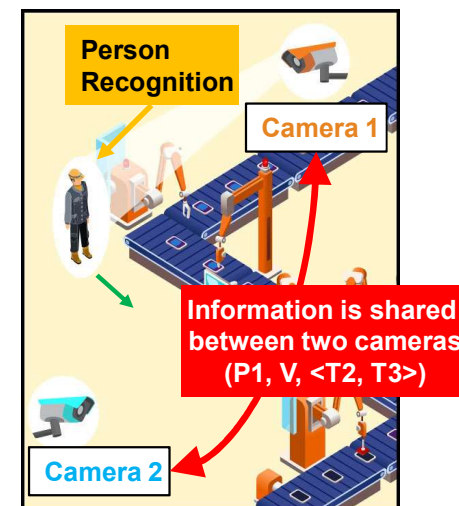 Person
Recognition
Camera 1
Information is shared
between two cameras
(P1, V, <T2, T3>)
Camera 2